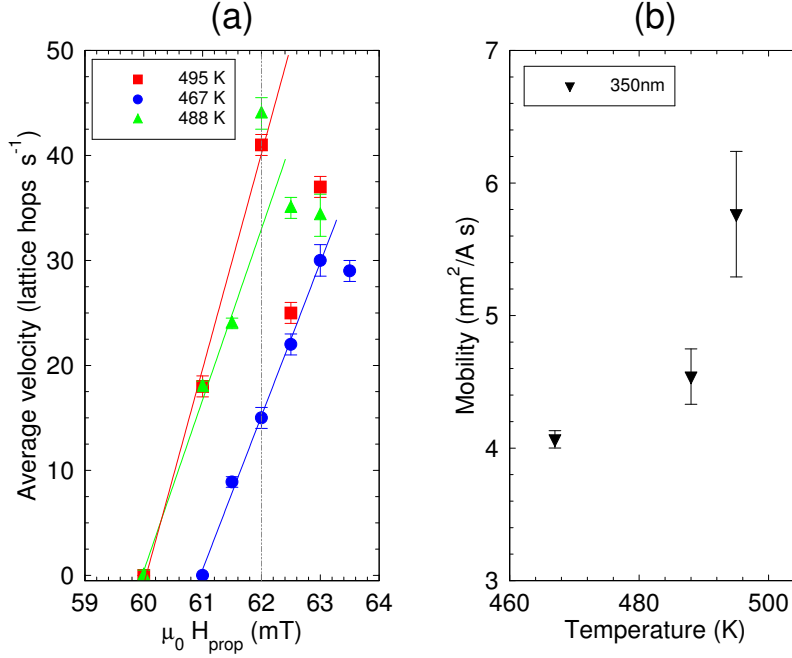 (a)
(b)
495 K
467 K
488 K
50
40
30
20
10
0
Average velocity (lattice hops s⁻¹)
59 60 61 62 63 64
μ₀ H_prop (mT)
350nm
7
6
5
4
3
Mobility (mm²/A s)
460 480 500
Temperature (K)